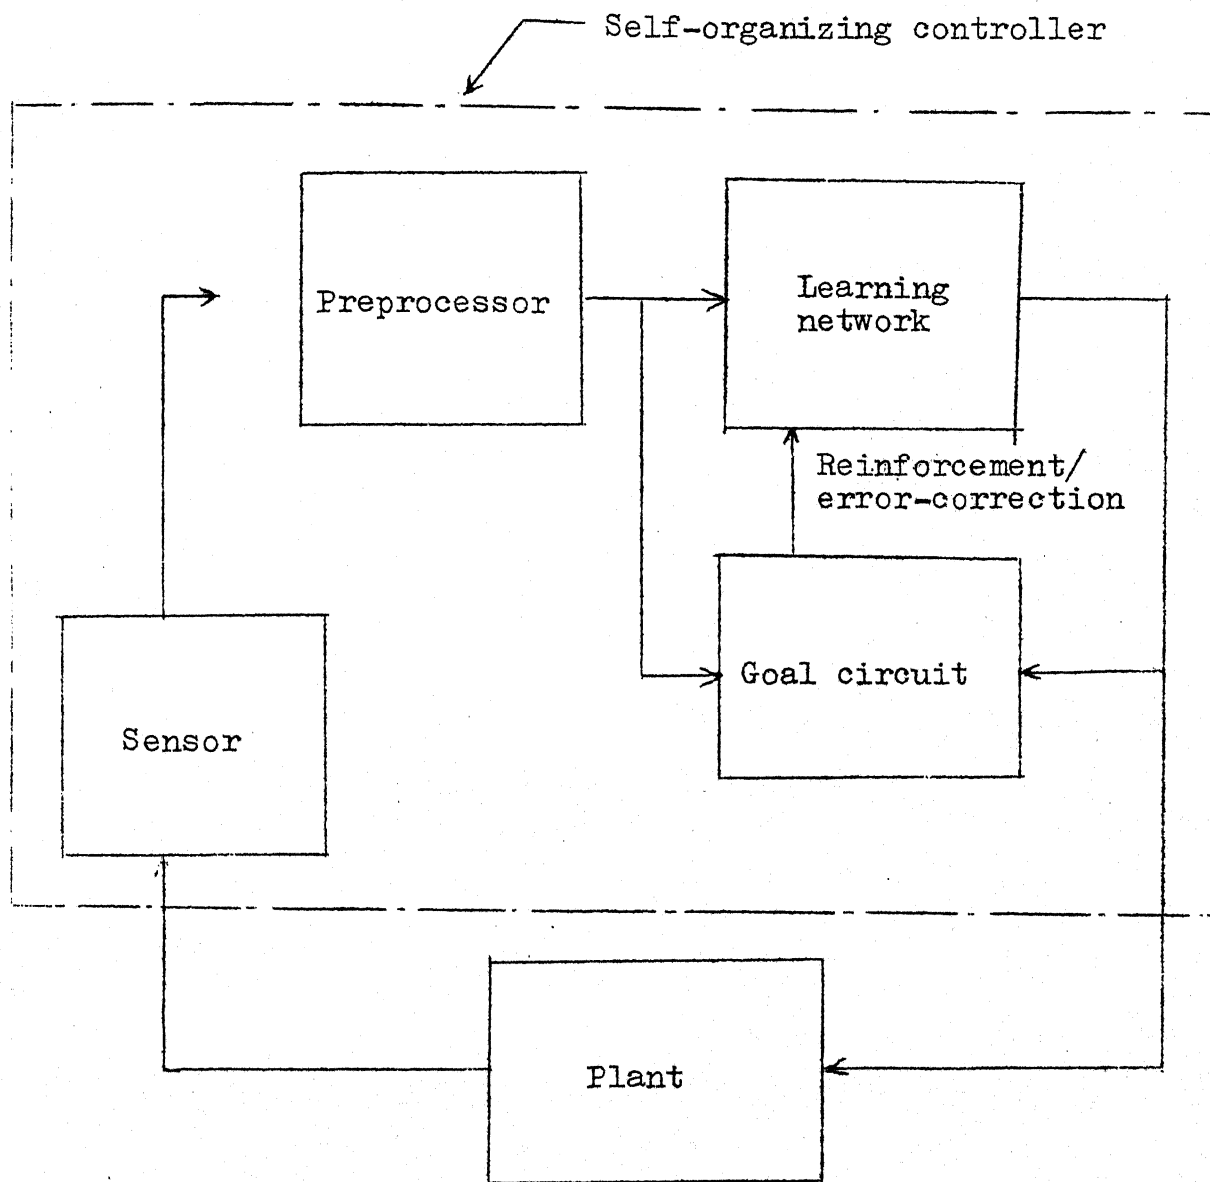 Self-organizing controller
Preprocessor
Learning
network
Reinforcement/
error-correction
Goal circuit
Sensor
Plant